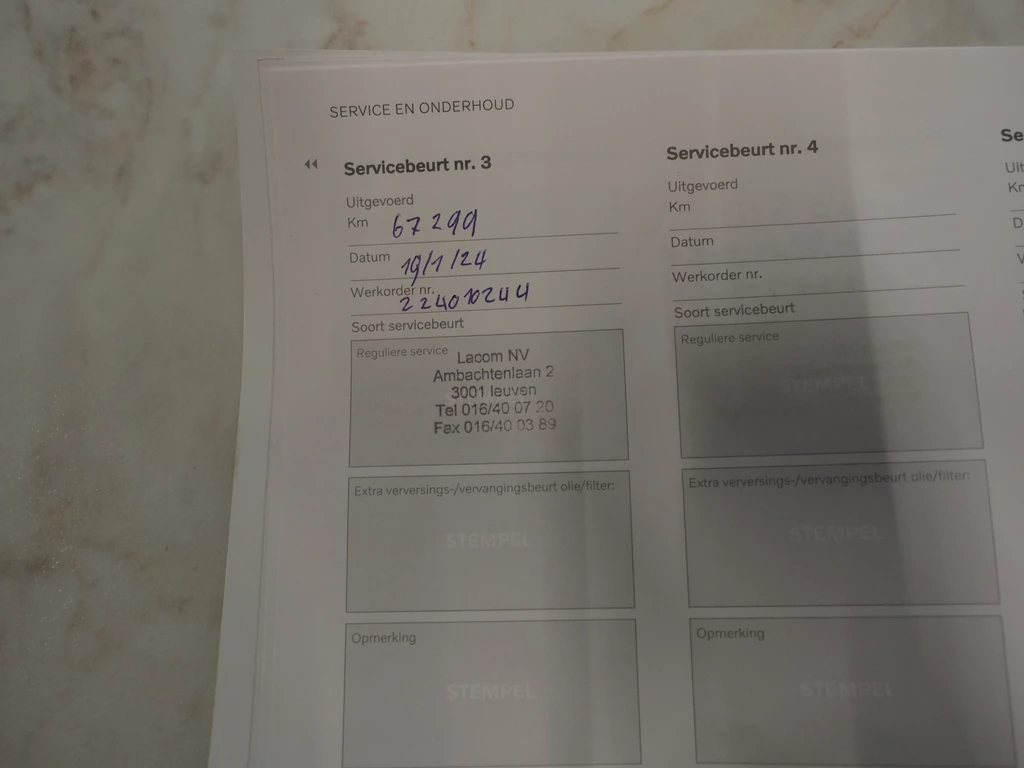 SERVICE EN ONDERHOUD
Servicebeurt nr. 3
Uitgevoerd
Km 67 299
Datum 19/1/24
Werkorder nr. 224010244
Soort servicebeurt
Reguliere service
Lacom NV
Ambachtenlaan 2
3001 leuven
Tel 016/40 07 20
Fax 016/40 03 89
Extra verversings-/vervangingsbeurt olie/filter:
STEMPEL
Opmerking
STEMPEL
Servicebeurt nr. 4
Uitgevoerd
Km
Datum
Werkorder nr.
Soort servicebeurt
Reguliere service
STEMPEL
Extra verversings-/vervangingsbeurt olie/filter:
STEMPEL
Opmerking
STEMPEL